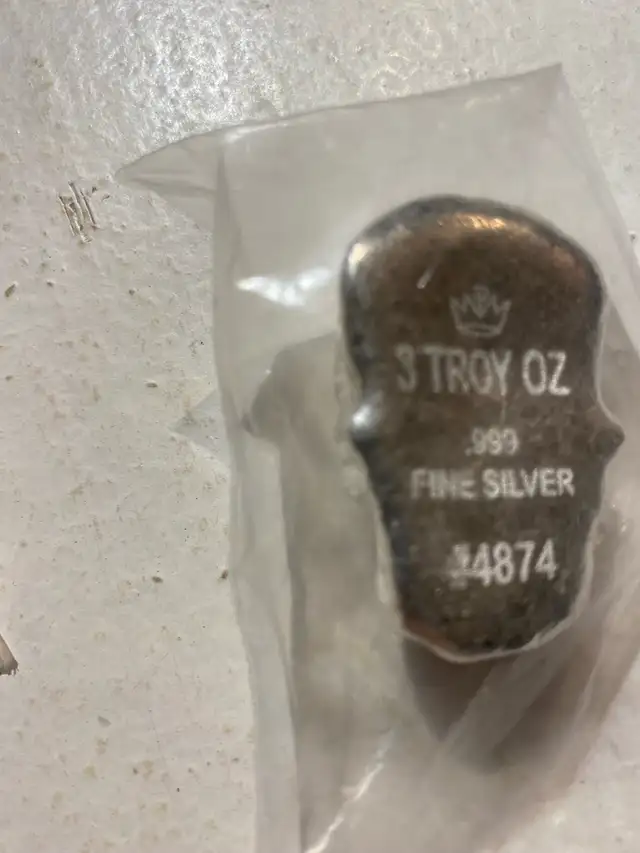 3 TROY OZ
.999
FINE SILVER
4874